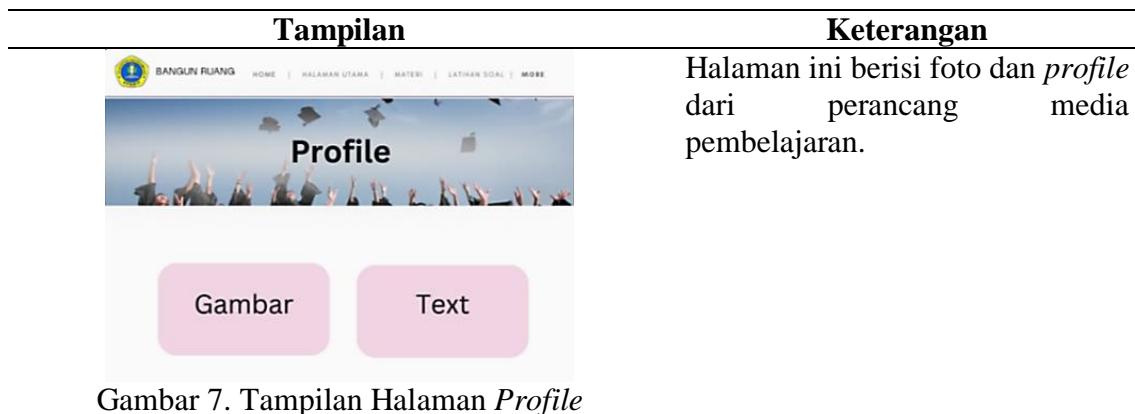 Tampilan Keterangan
BANGUN RUANG HOME | HALAMAN UTAMA | MATERI | LATIHAN SOAL | MORE
Profile
Gambar Text
Halaman ini berisi foto dan profile
dari perancang media
pembelajaran.
Gambar 7. Tampilan Halaman Profile